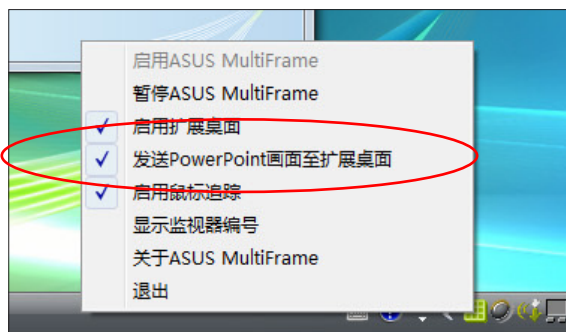 启用ASUS MultiFrame
暂停ASUS MultiFrame
启用扩展桌面
发送PowerPoint画面至扩展桌面
启用鼠标追踪
显示监视器编号
关于ASUS MultiFrame
退出